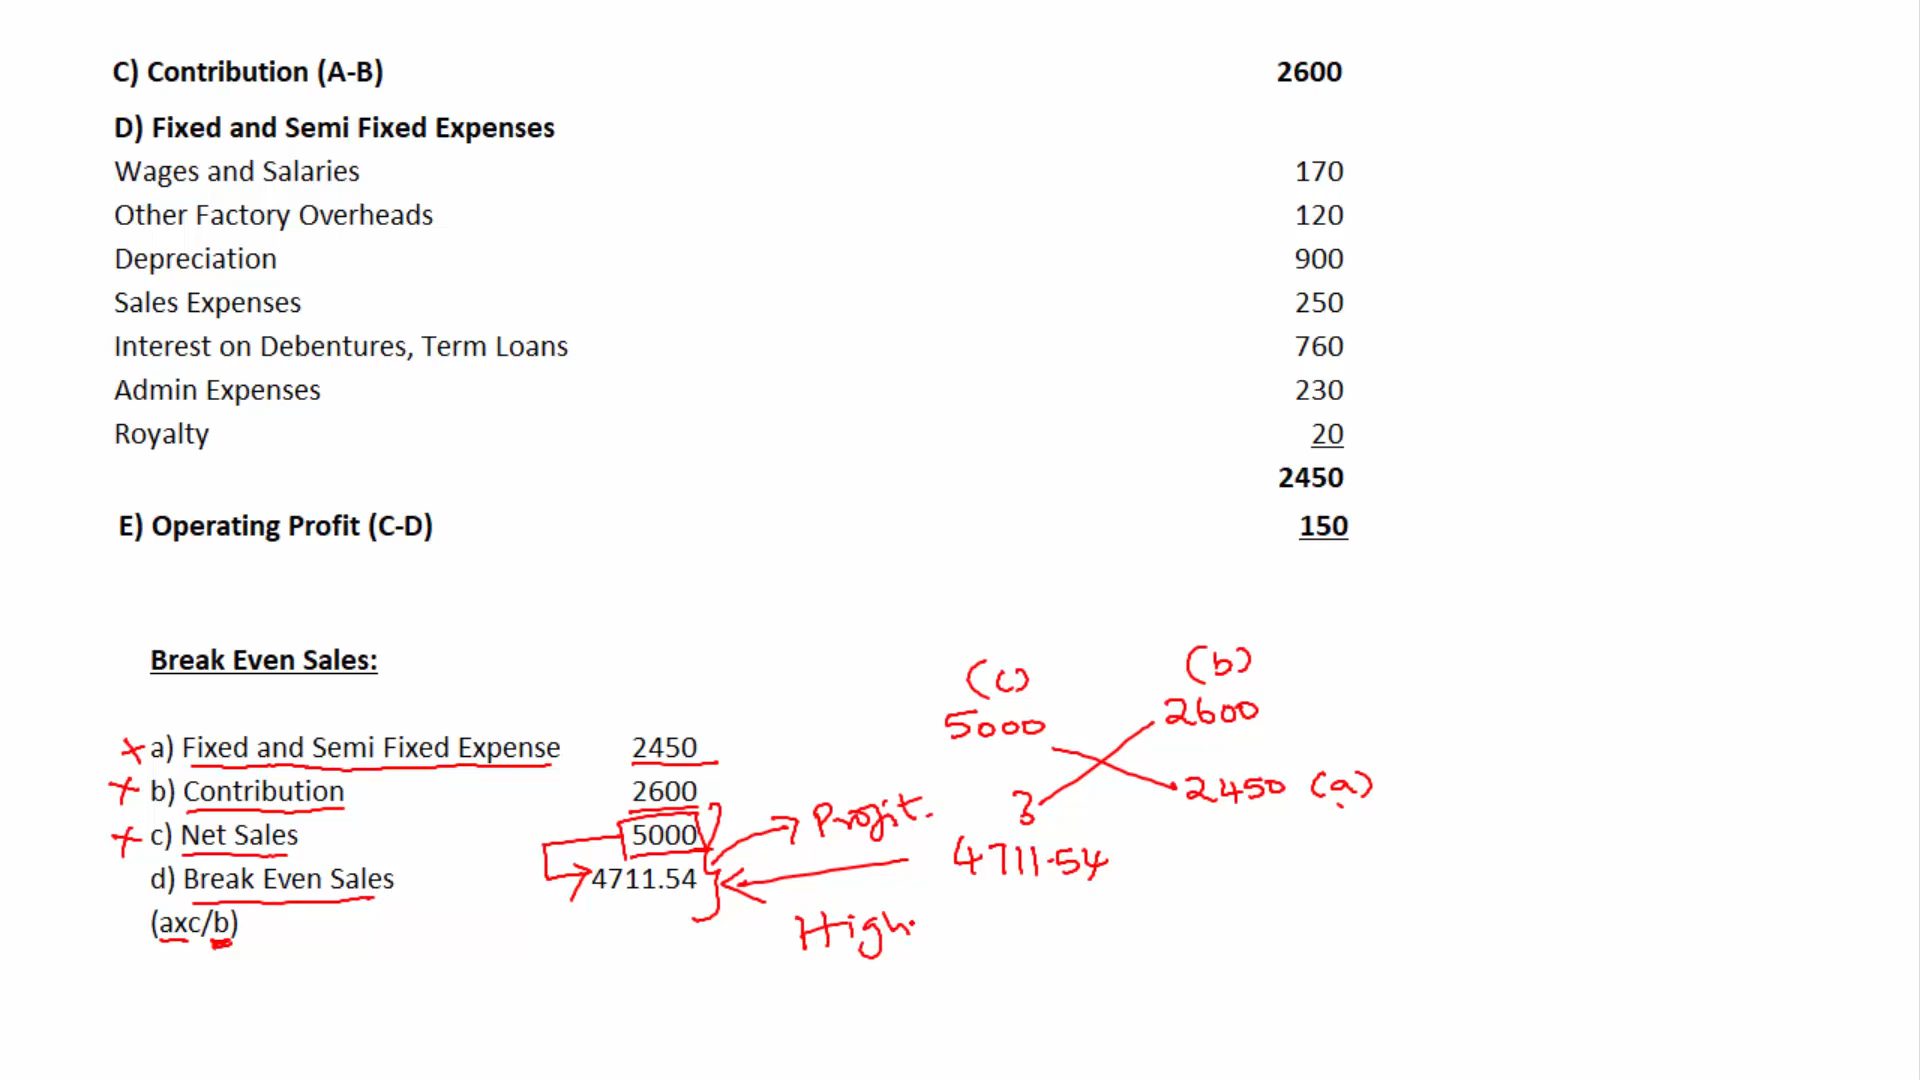 C) Contribution (A-B) 2600
D) Fixed and Semi Fixed Expenses
Wages and Salaries 170
Other Factory Overheads 120
Depreciation 900
Sales Expenses 250
Interest on Debentures, Term Loans 760
Admin Expenses 230
Royalty 20
2450
E) Operating Profit (C-D) 150
Break Even Sales:
(c) (b)
5000 2600
a) Fixed and Semi Fixed Expense 2450
b) Contribution 2600 2450 (a)
c) Net Sales 5000 Profit.
d) Break Even Sales 4711.54 4711.54
(axc/b) High.